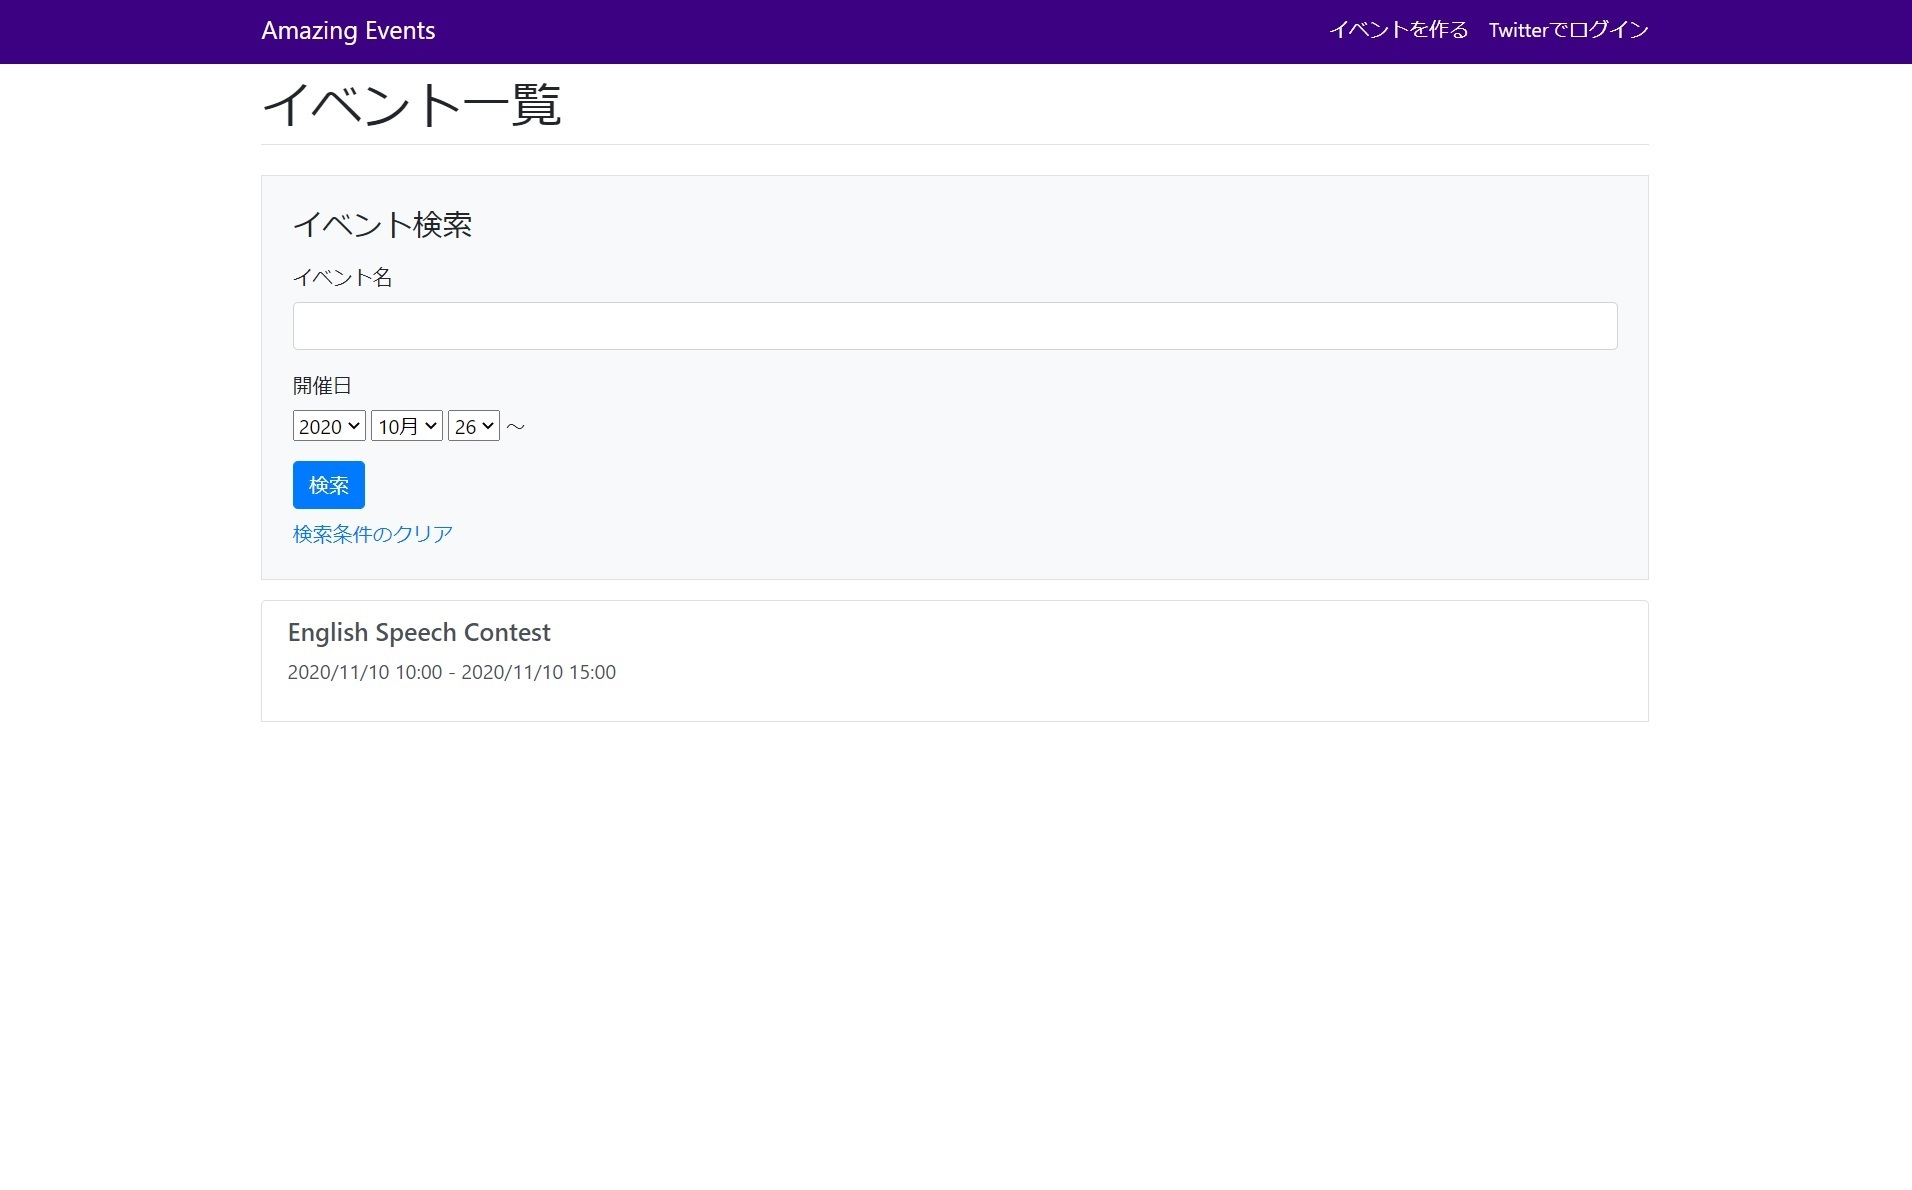 Amazing Events
イベントを作る Twitterでログイン
イベント一覧
イベント検索
イベント名
開催日
2020 10月 26 ～
検索
検索条件のクリア
English Speech Contest
2020/11/10 10:00 - 2020/11/10 15:00